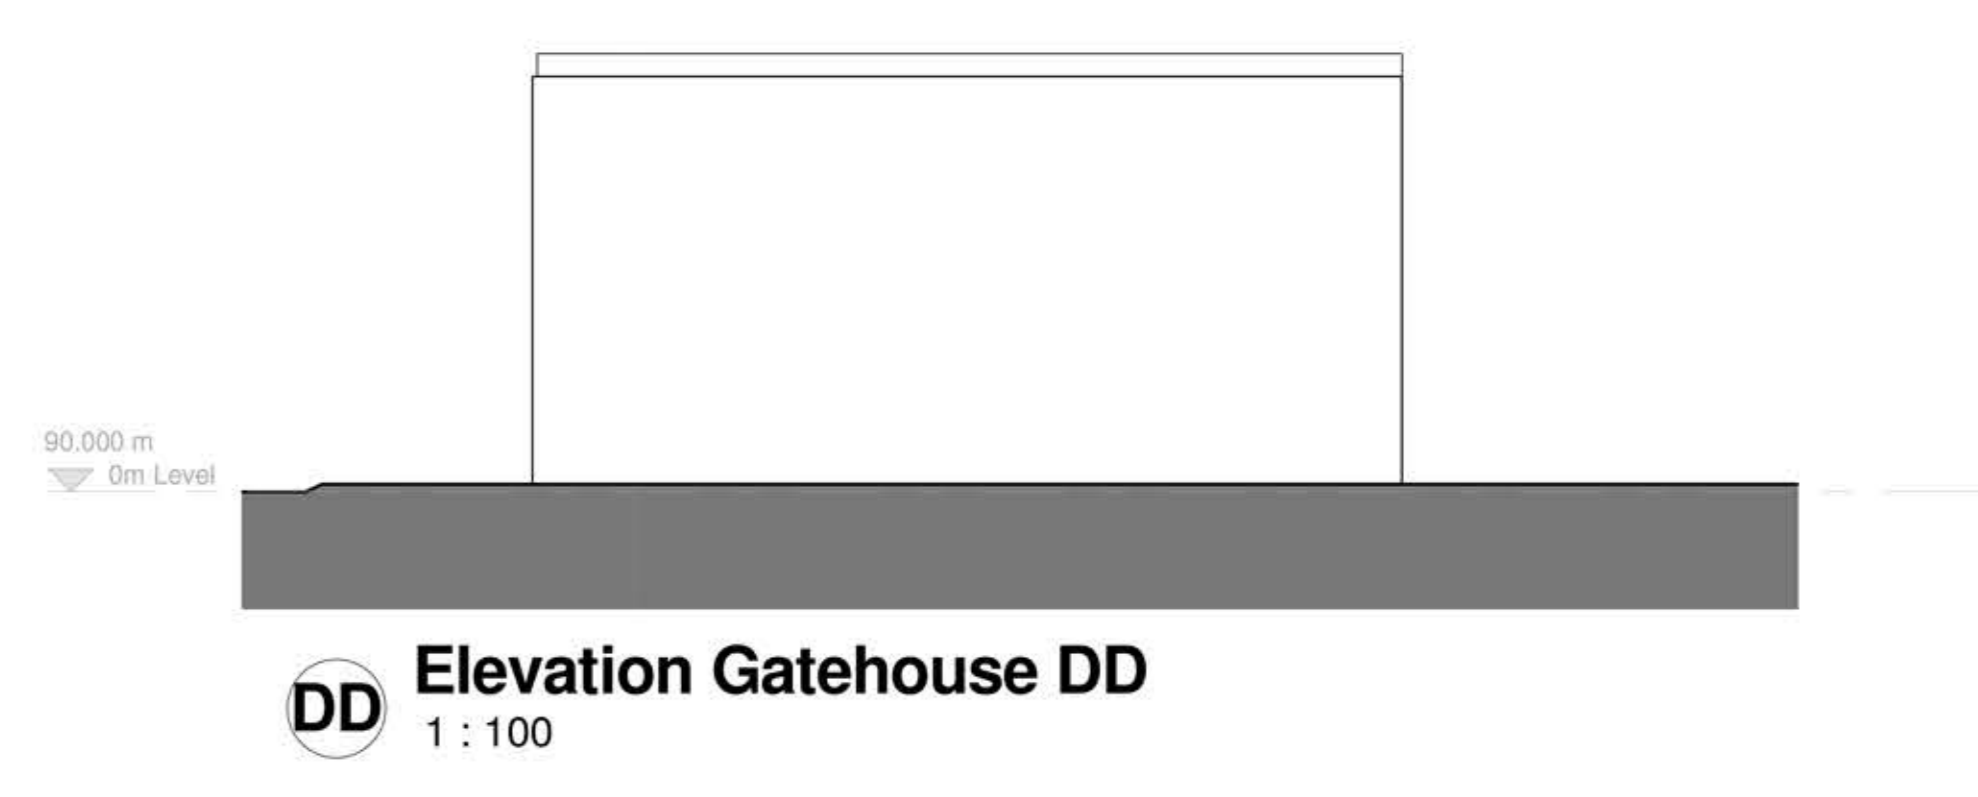 90.000 m
0m Level
DD
Elevation Gatehouse DD
1 : 100